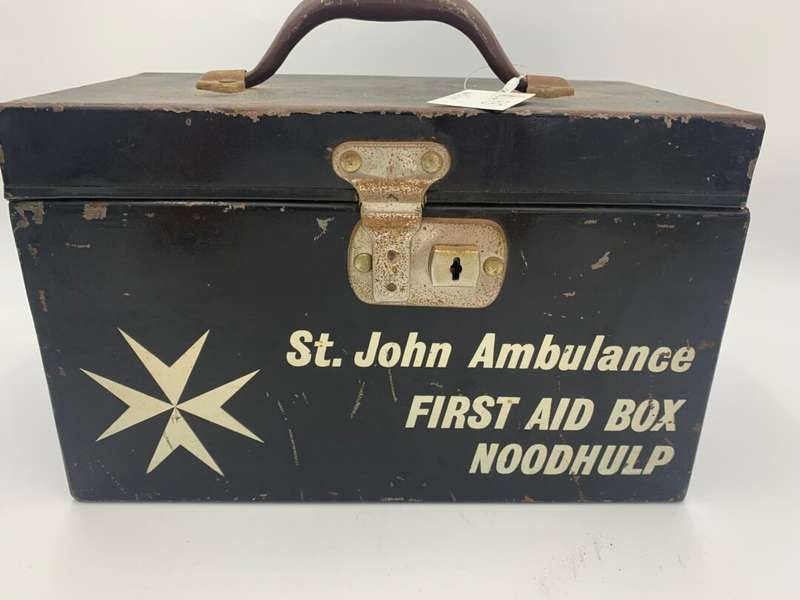 St. John Ambulance
FIRST AID BOX
NOODHULP